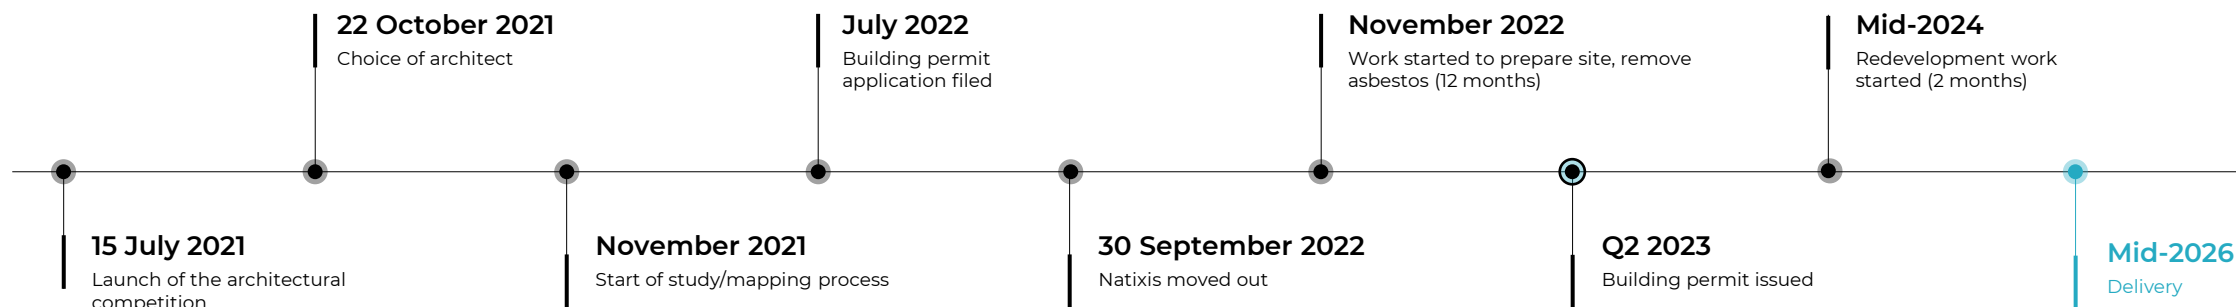 22 October 2021
Choice of architect
July 2022
Building permit
application filed
November 2022
Work started to prepare site, remove
asbestos (12 months)
Mid-2024
Redevelopment work
started (2 months)
15 July 2021
Launch of the architectural
competition
November 2021
Start of study/mapping process
30 September 2022
Natixis moved out
Q2 2023
Building permit issued
Mid-2026
Delivery